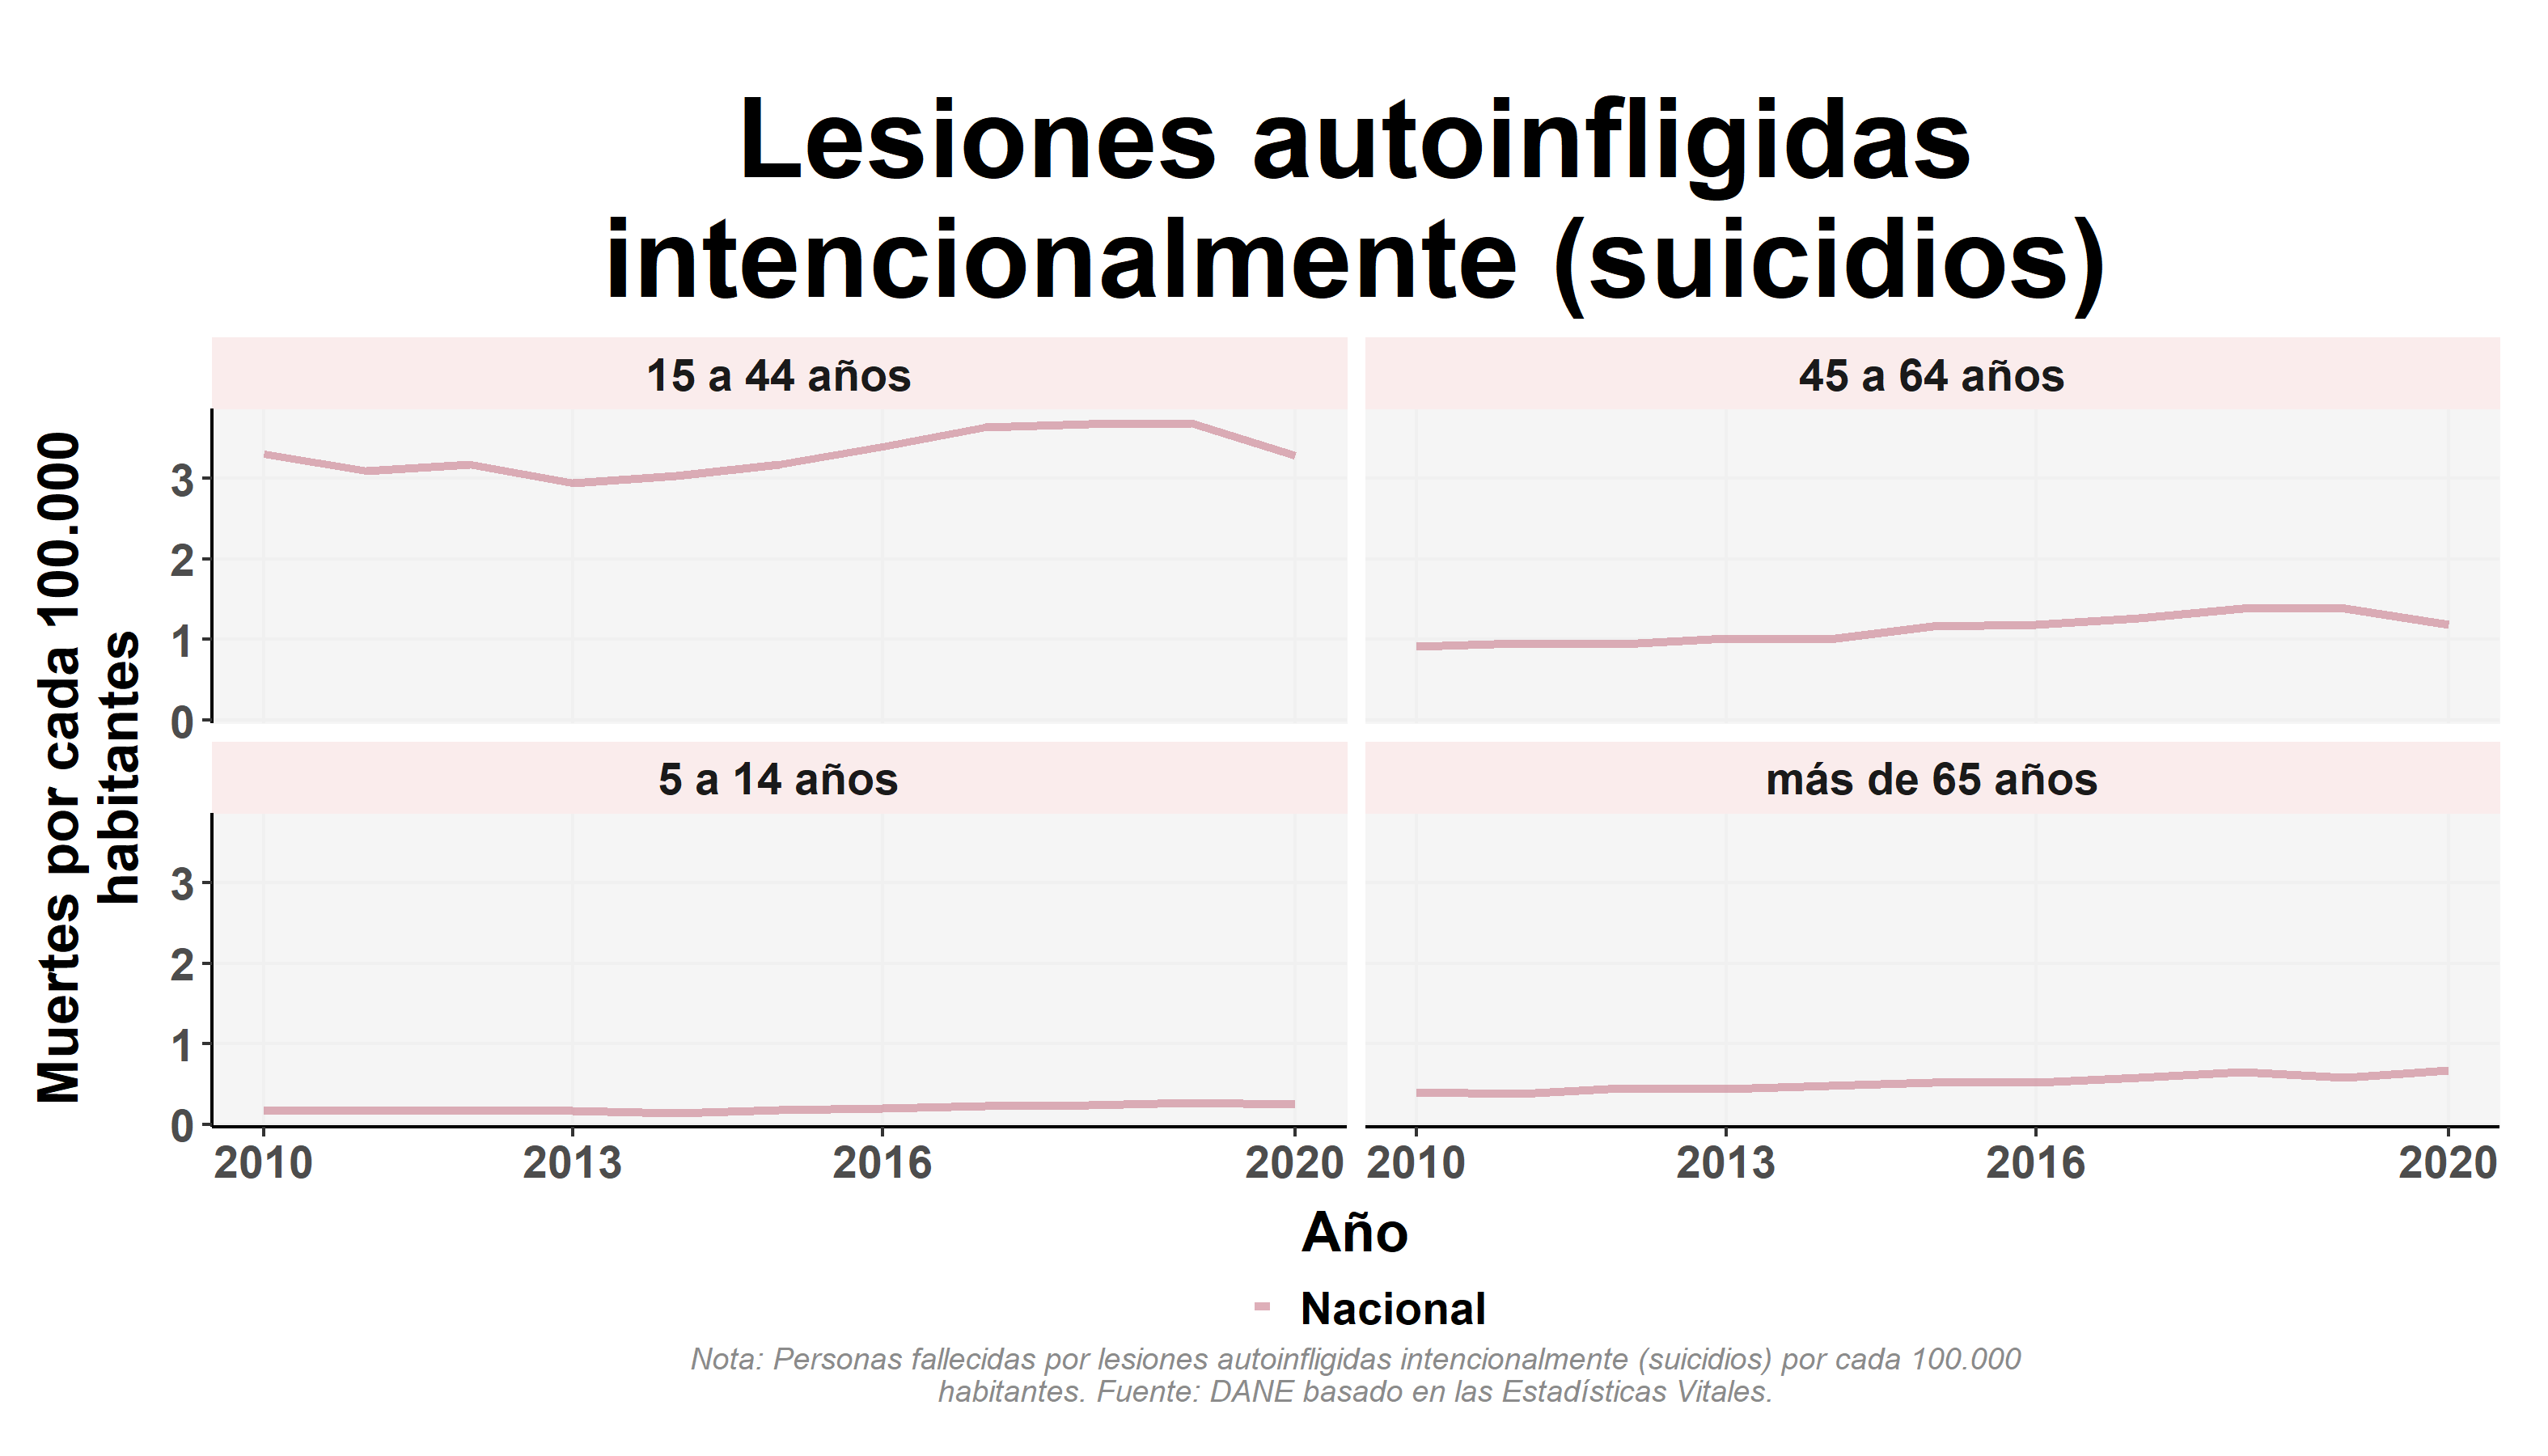 Lesiones autoinfligidas
intencionalmente (suicidios)
Muertes por cada 100.000
habitantes
15 a 44 años
45 a 64 años
3
2
1
0
5 a 14 años
más de 65 años
3
2
1
0
2010 2013 2016 2020 2010 2013 2016 2020
Año
Nacional
Nota: Personas fallecidas por lesiones autoinfligidas intencionalmente (suicidios) por cada 100.000
habitantes. Fuente: DANE basado en las Estadísticas Vitales.